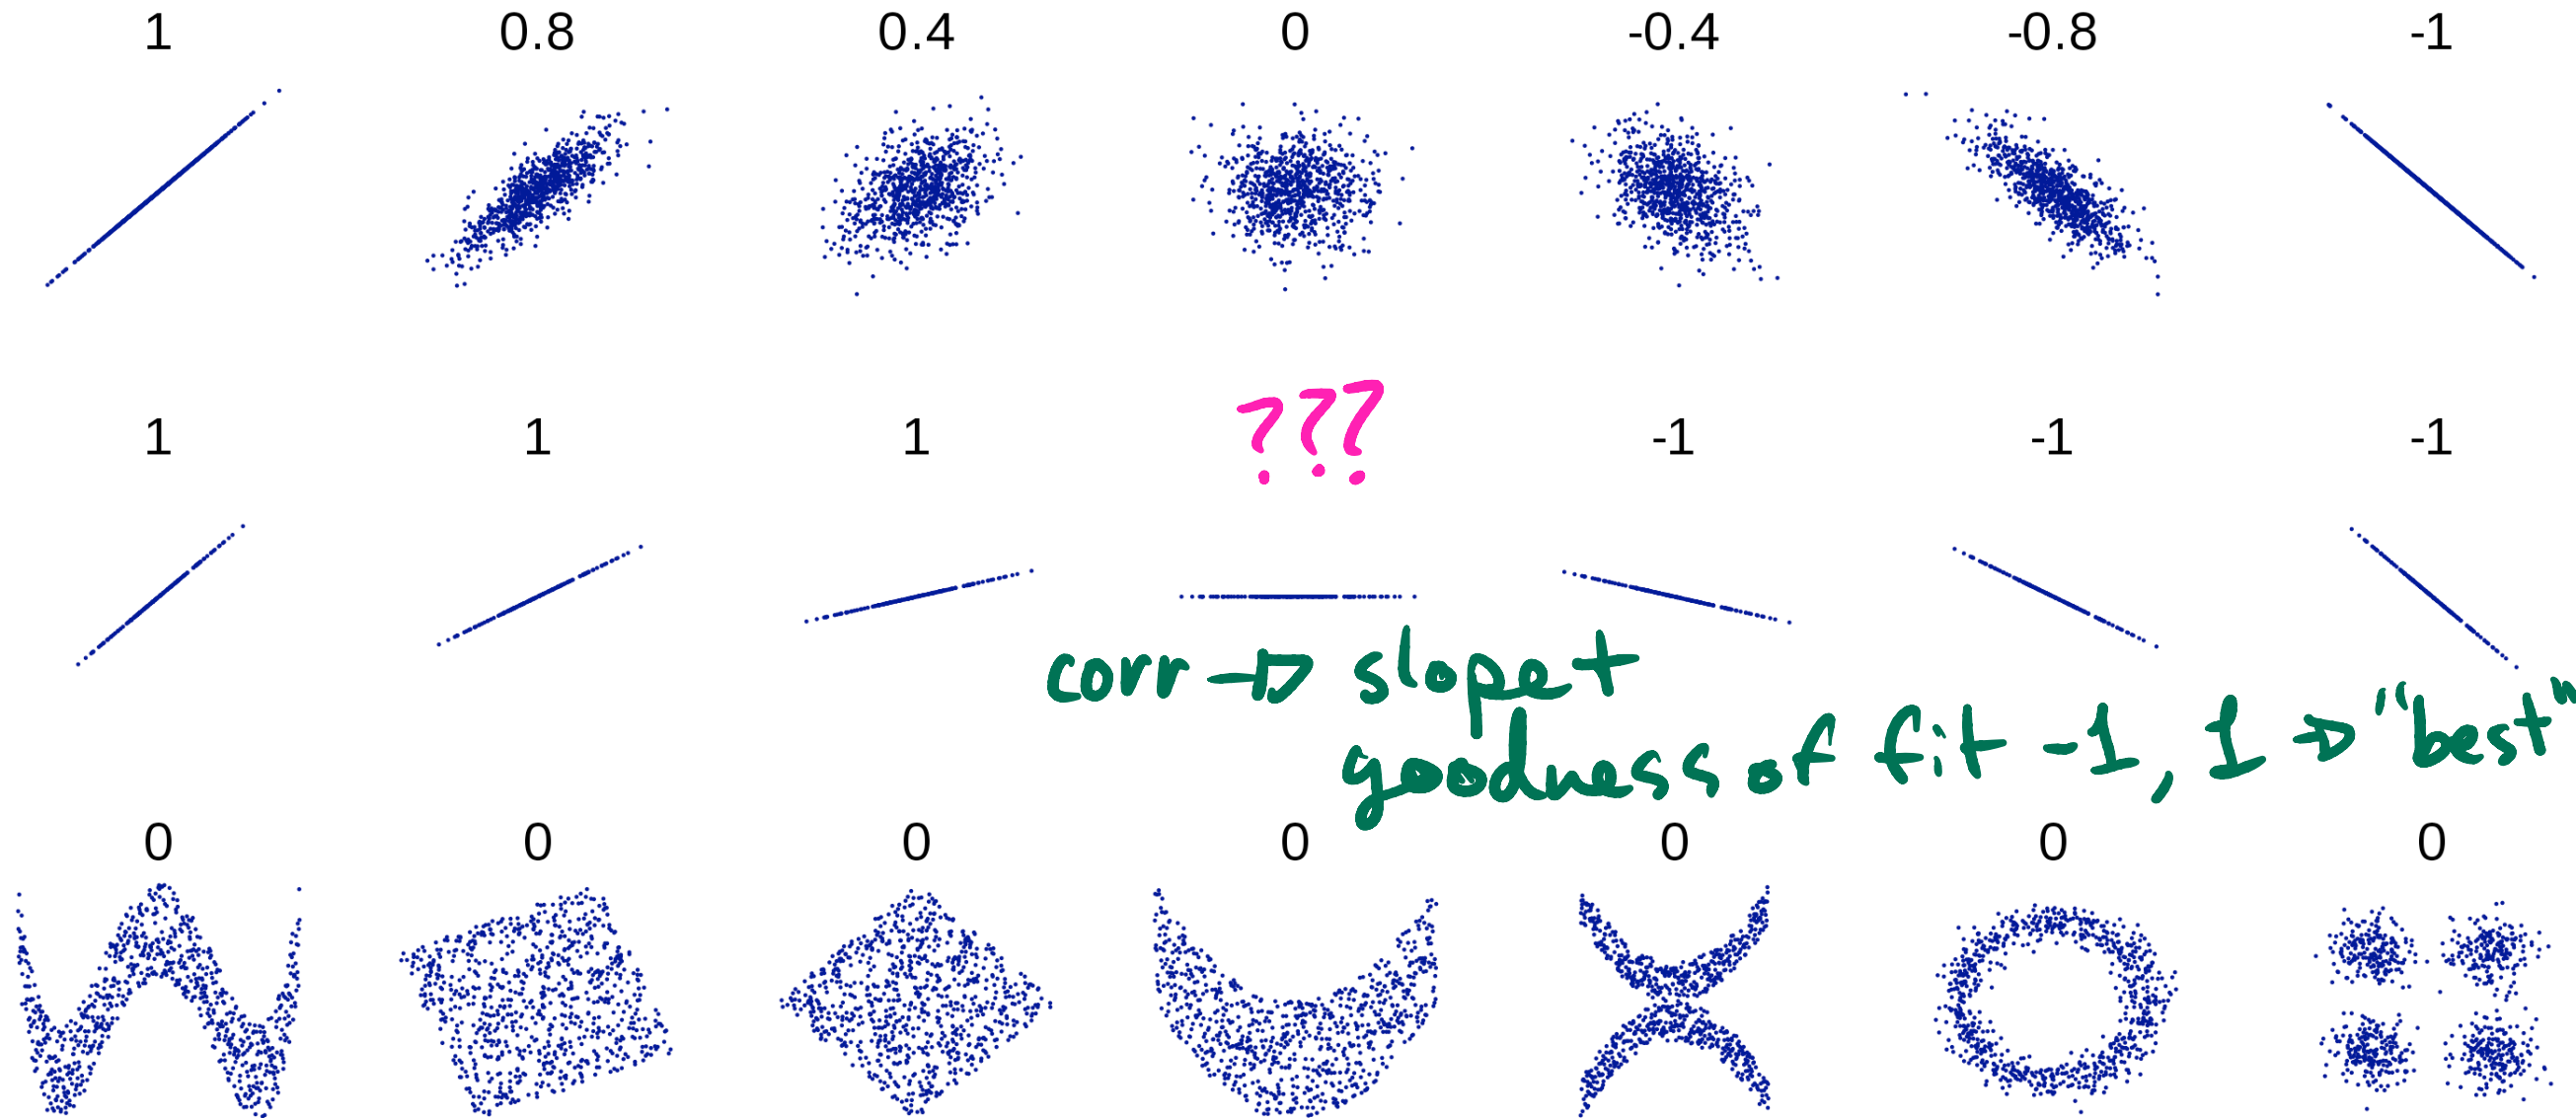 1 0.8 0.4 0 -0.4 -0.8 -1
1 1 1 ??? -1 -1 -1
corr → slope +
goodness of fit -1, 1 → "best"
0 0 0 0 0 0 0